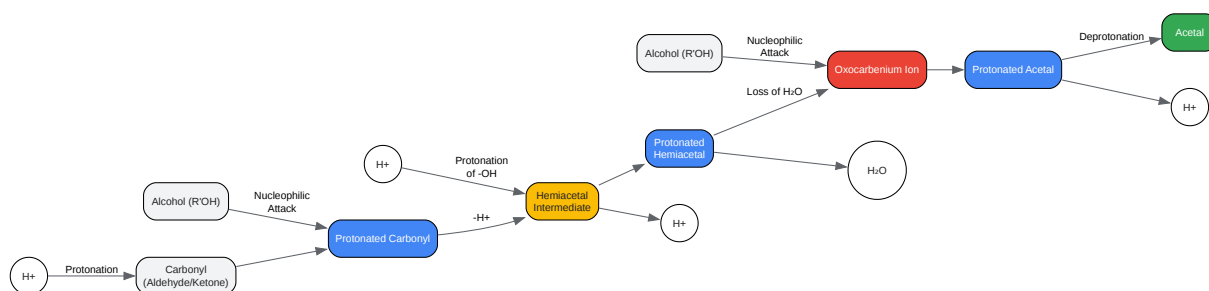 Acetal
Deprotonation
Nucleophilic
Attack
Alcohol (R'OH)
Oxocarbenium Ion
Protonated Acetal
Loss of H₂O
H+
Protonated
Hemiacetal
H+
Protonation
of -OH
H₂O
Hemiacetal
Intermediate
Nucleophilic
Attack
Alcohol (R'OH)
-H+
H+
Protonated Carbonyl
H+
Protonation
Carbonyl
(Aldehyde/Ketone)